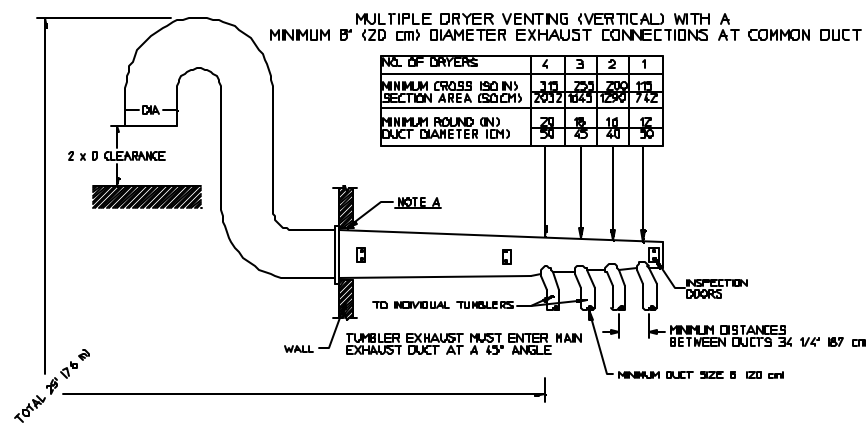 MULTIPLE DRYER VENTING (VERTICAL) WITH A
MINIMUM 8" (20 cm) DIAMETER EXHAUST CONNECTIONS AT COMMON DUCT
NO. OF DRYERS 4 3 2 1
MINIMUM CROSS (SQ IN) 315 255 200 115
SECTION AREA (SQ CM) 2032 1645 1290 742
MINIMUM ROUND (IN) 20 18 16 12
DUCT DIAMETER (CM) 50 45 40 30
DIA
2 x D CLEARANCE
NOTE A
INSPECTION
DOORS
TO INDIVIDUAL TUMBLERS
WALL
TUMBLER EXHAUST MUST ENTER MAIN
EXHAUST DUCT AT A 45° ANGLE
MINIMUM DISTANCES
BETWEEN DUCTS 34 1/4" (87 cm
MINIMUM DUCT SIZE 8 (20 cm)
TOTAL 25' (7.6 m)